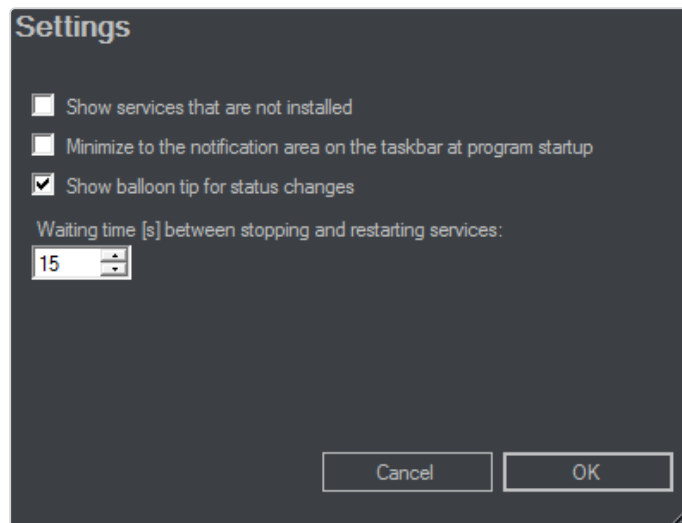 Settings
Show services that are not installed
Minimize to the notification area on the taskbar at program startup
Show balloon tip for status changes
Waiting time [s] between stopping and restarting services:
15
Cancel
OK